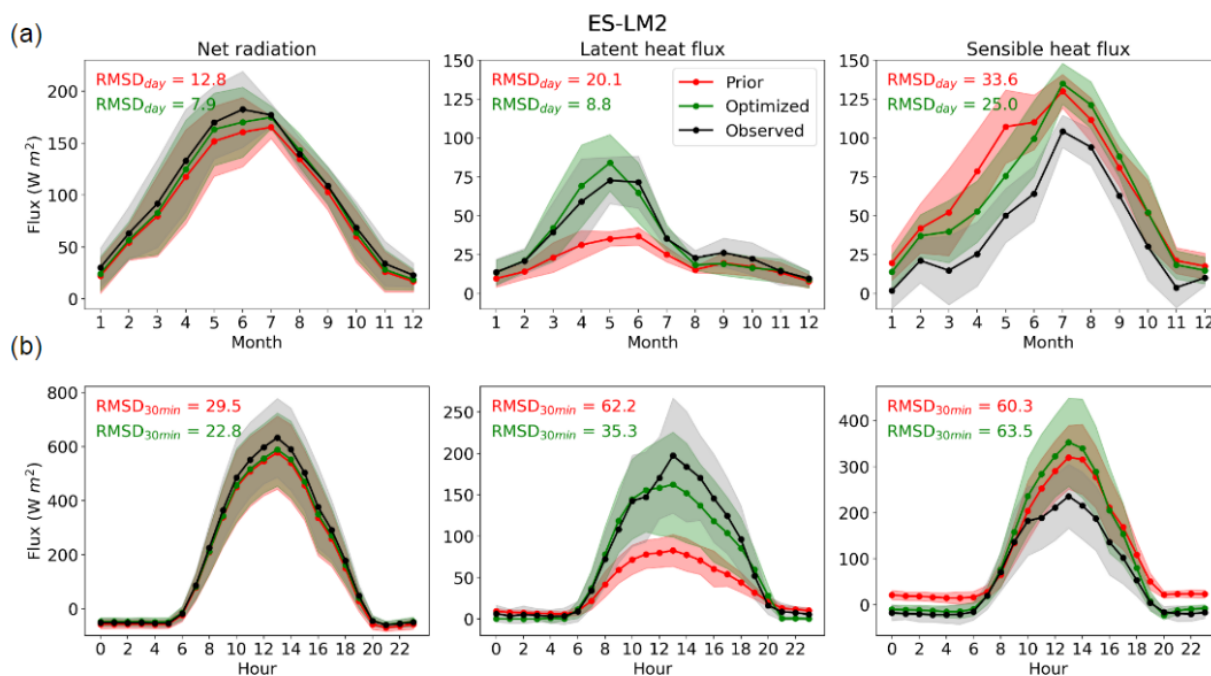 ES-LM2
(a)
Net radiation
Latent heat flux
Sensible heat flux
RMSD_day = 12.8
RMSD_day = 7.9
RMSD_day = 20.1
RMSD_day = 8.8
Prior
Optimized
Observed
RMSD_day = 33.6
RMSD_day = 25.0
Flux (W m²)
200
150
100
50
0
1 2 3 4 5 6 7 8 9 10 11 12
Month
150
125
100
75
50
25
0
1 2 3 4 5 6 7 8 9 10 11 12
Month
150
125
100
75
50
25
0
1 2 3 4 5 6 7 8 9 10 11 12
Month
(b)
RMSD_30min = 29.5
RMSD_30min = 22.8
RMSD_30min = 62.2
RMSD_30min = 35.3
RMSD_30min = 60.3
RMSD_30min = 63.5
Flux (W m²)
800
600
400
200
0
0 2 4 6 8 10 12 14 16 18 20 22
Hour
250
200
150
100
50
0
0 2 4 6 8 10 12 14 16 18 20 22
Hour
400
300
200
100
0
0 2 4 6 8 10 12 14 16 18 20 22
Hour